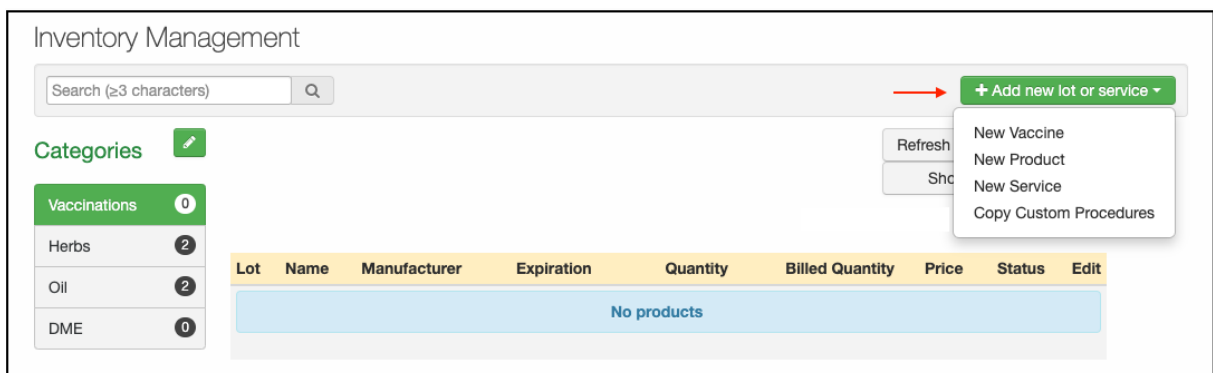 Inventory Management
Search (≥3 characters)
+ Add new lot or service
New Vaccine
New Product
New Service
Copy Custom Procedures
Refresh
Categories
Vaccinations 0
Herbs 2
Oil 2
DME 0
Lot Name Manufacturer Expiration Quantity Billed Quantity Price Status Edit
No products